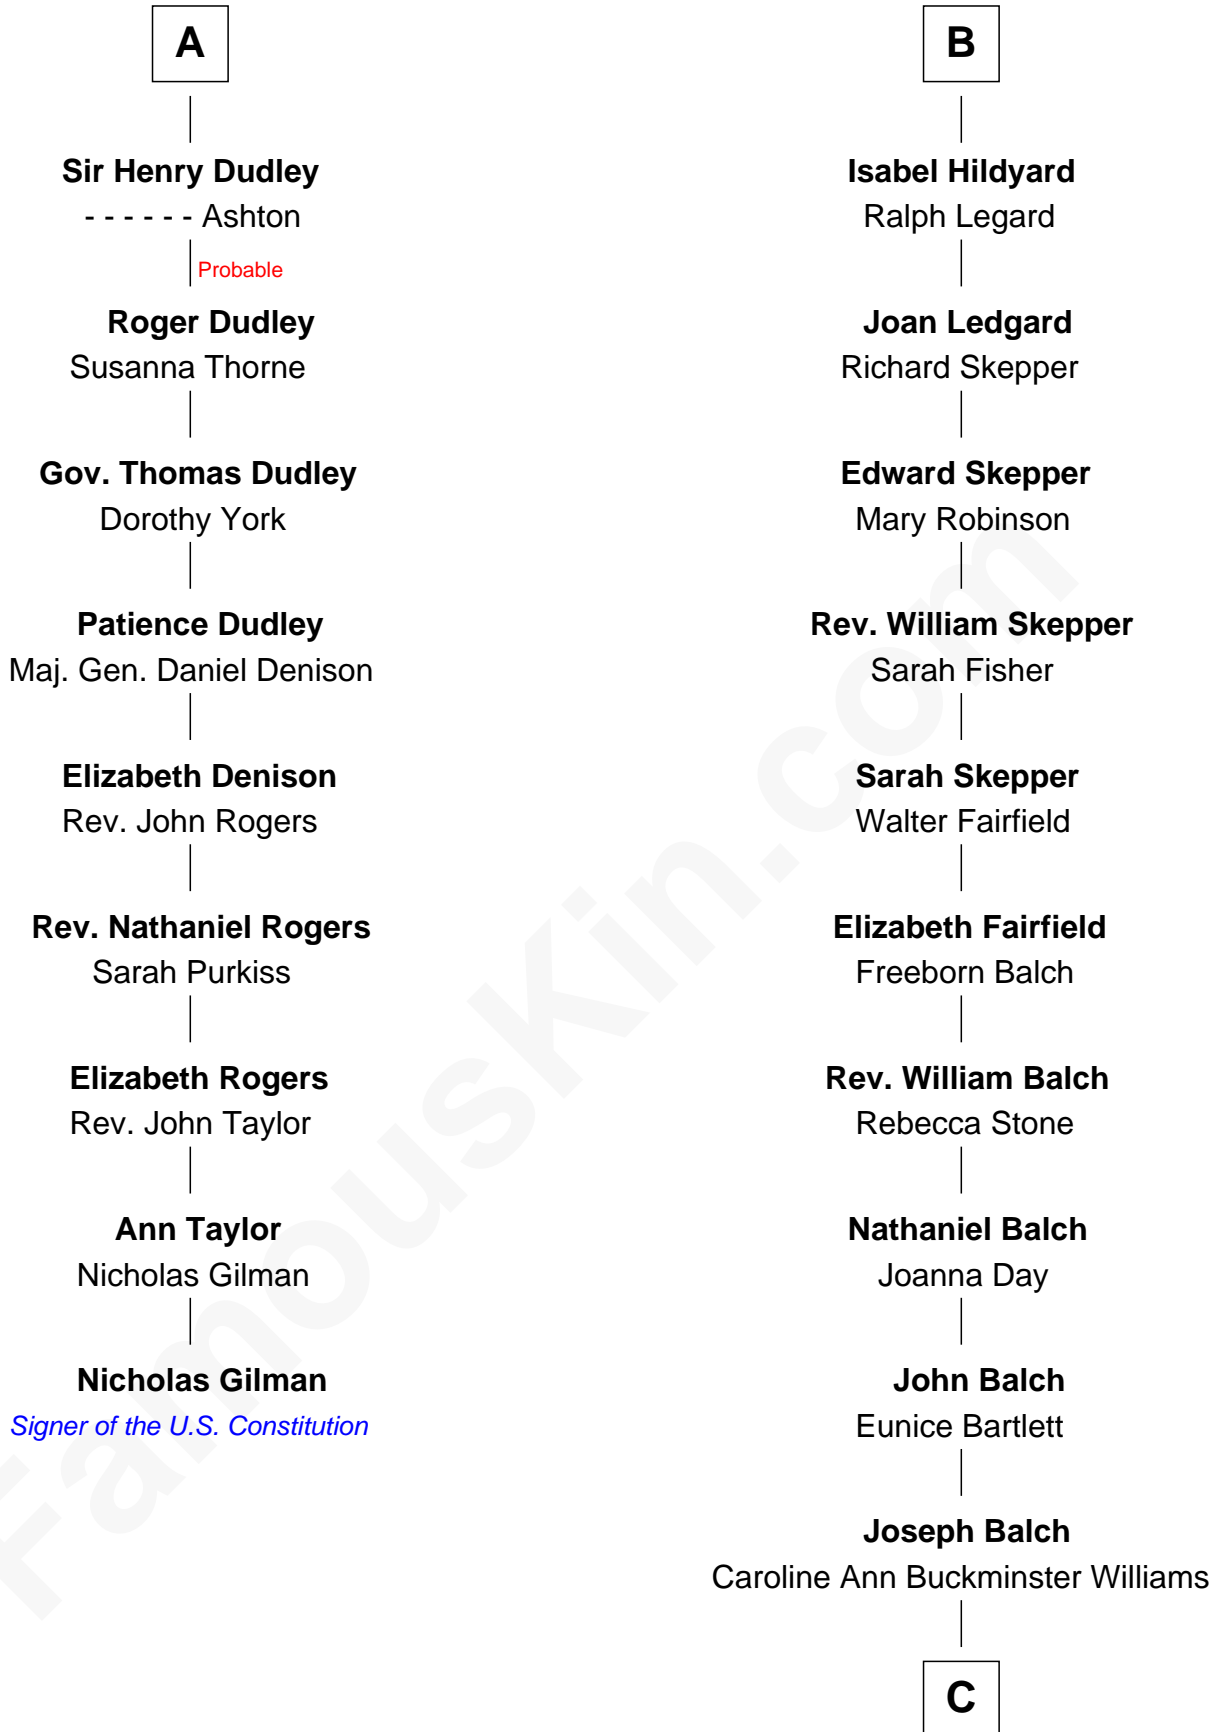 A
Sir Henry Dudley
- - - - - - Ashton
Probable
Roger Dudley
Susanna Thorne
Gov. Thomas Dudley
Dorothy York
Patience Dudley
Maj. Gen. Daniel Denison
Elizabeth Denison
Rev. John Rogers
Rev. Nathaniel Rogers
Sarah Purkiss
Elizabeth Rogers
Rev. John Taylor
Ann Taylor
Nicholas Gilman
Nicholas Gilman
Signer of the U.S. Constitution
B
Isabel Hildyard
Ralph Legard
Joan Ledgard
Richard Skepper
Edward Skepper
Mary Robinson
Rev. William Skepper
Sarah Fisher
Sarah Skepper
Walter Fairfield
Elizabeth Fairfield
Freeborn Balch
Rev. William Balch
Rebecca Stone
Nathaniel Balch
Joanna Day
John Balch
Eunice Bartlett
Joseph Balch
Caroline Ann Buckminster Williams
C
FamousKin.com